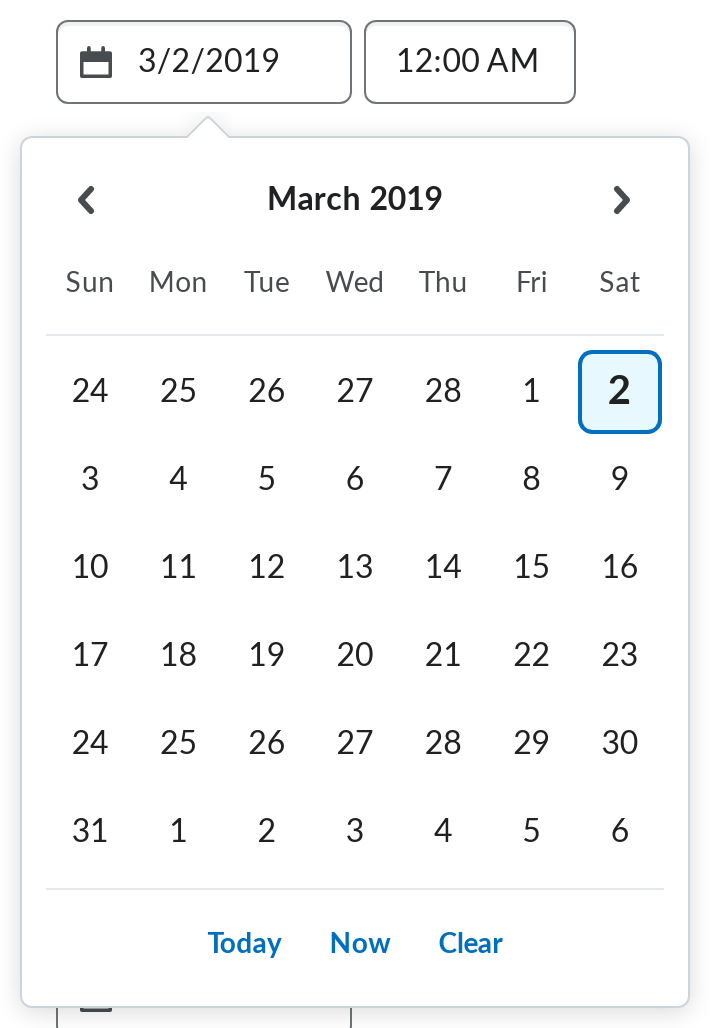 3/2/2019 12:00 AM
March 2019
Sun Mon Tue Wed Thu Fri Sat
24 25 26 27 28 1 2
3 4 5 6 7 8 9
10 11 12 13 14 15 16
17 18 19 20 21 22 23
24 25 26 27 28 29 30
31 1 2 3 4 5 6
Today Now Clear